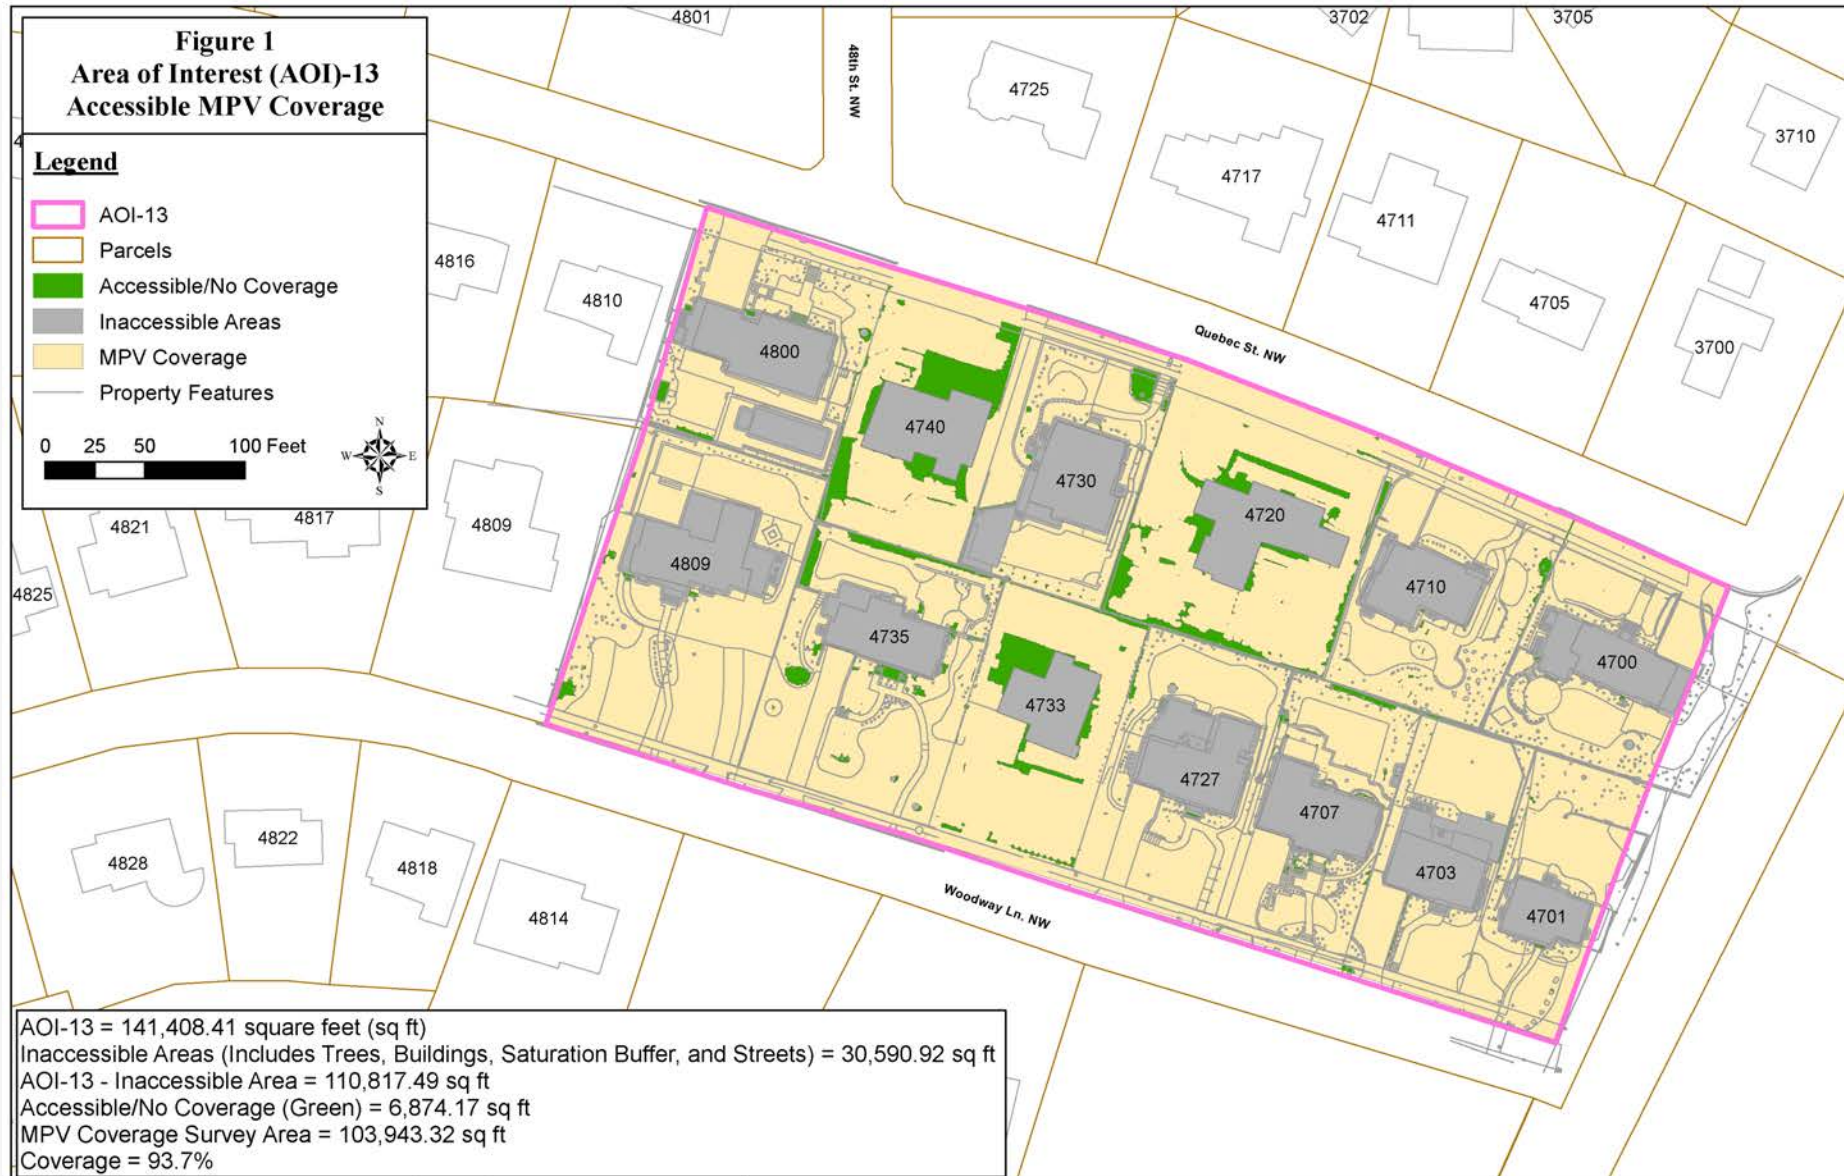 Figure 1
Area of Interest (AOI)-13
Accessible MPV Coverage
Legend
AOI-13
Parcels
Accessible/No Coverage
Inaccessible Areas
MPV Coverage
Property Features
0 25 50 100 Feet
N
W E
S
4801
48th St. NW
3702
3705
4725
3710
4717
4711
4816
4810
4705
3700
Quebec St. NW
4800
4740
4730
4720
4710
4700
4821
4817
4809
4825
4809
4735
4733
4727
4707
4703
4701
4828
4822
4818
4814
Woodway Ln. NW
AOI-13 = 141,408.41 square feet (sq ft)
Inaccessible Areas (Includes Trees, Buildings, Saturation Buffer, and Streets) = 30,590.92 sq ft
AOI-13 - Inaccessible Area = 110,817.49 sq ft
Accessible/No Coverage (Green) = 6,874.17 sq ft
MPV Coverage Survey Area = 103,943.32 sq ft
Coverage = 93.7%